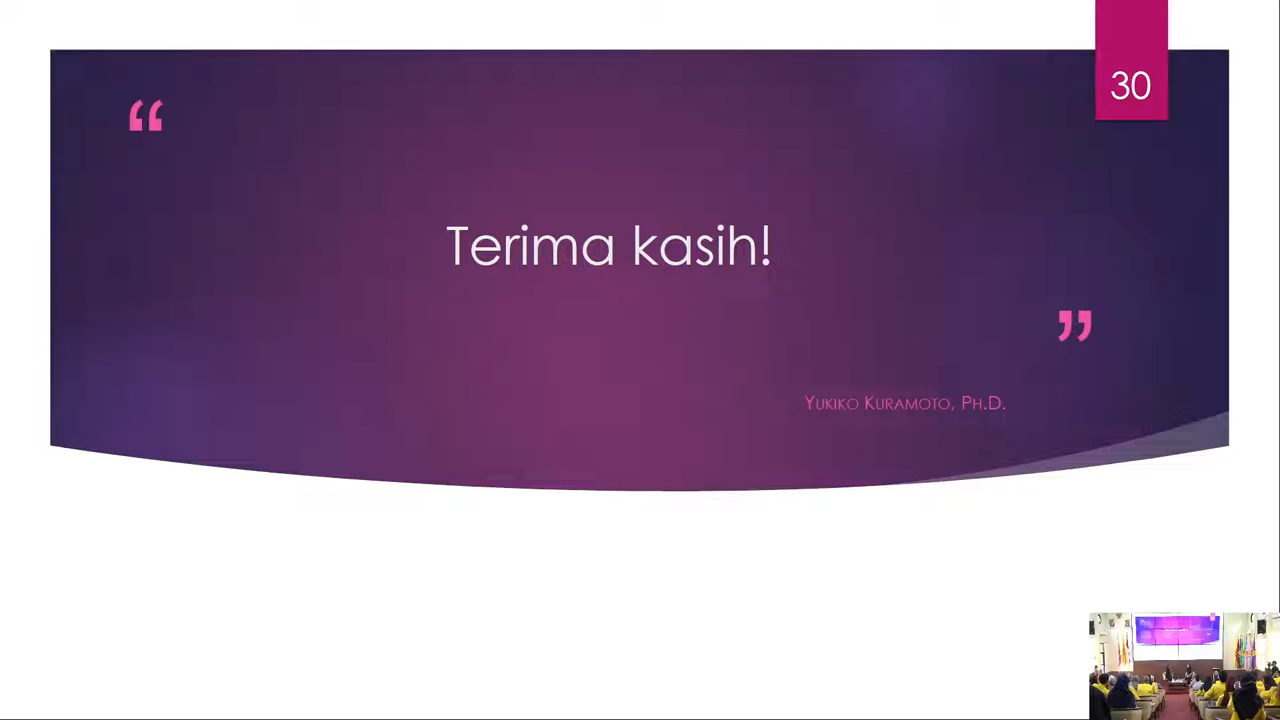 30
“
Terima kasih!
”
Yukiko Kuramoto, Ph.D.